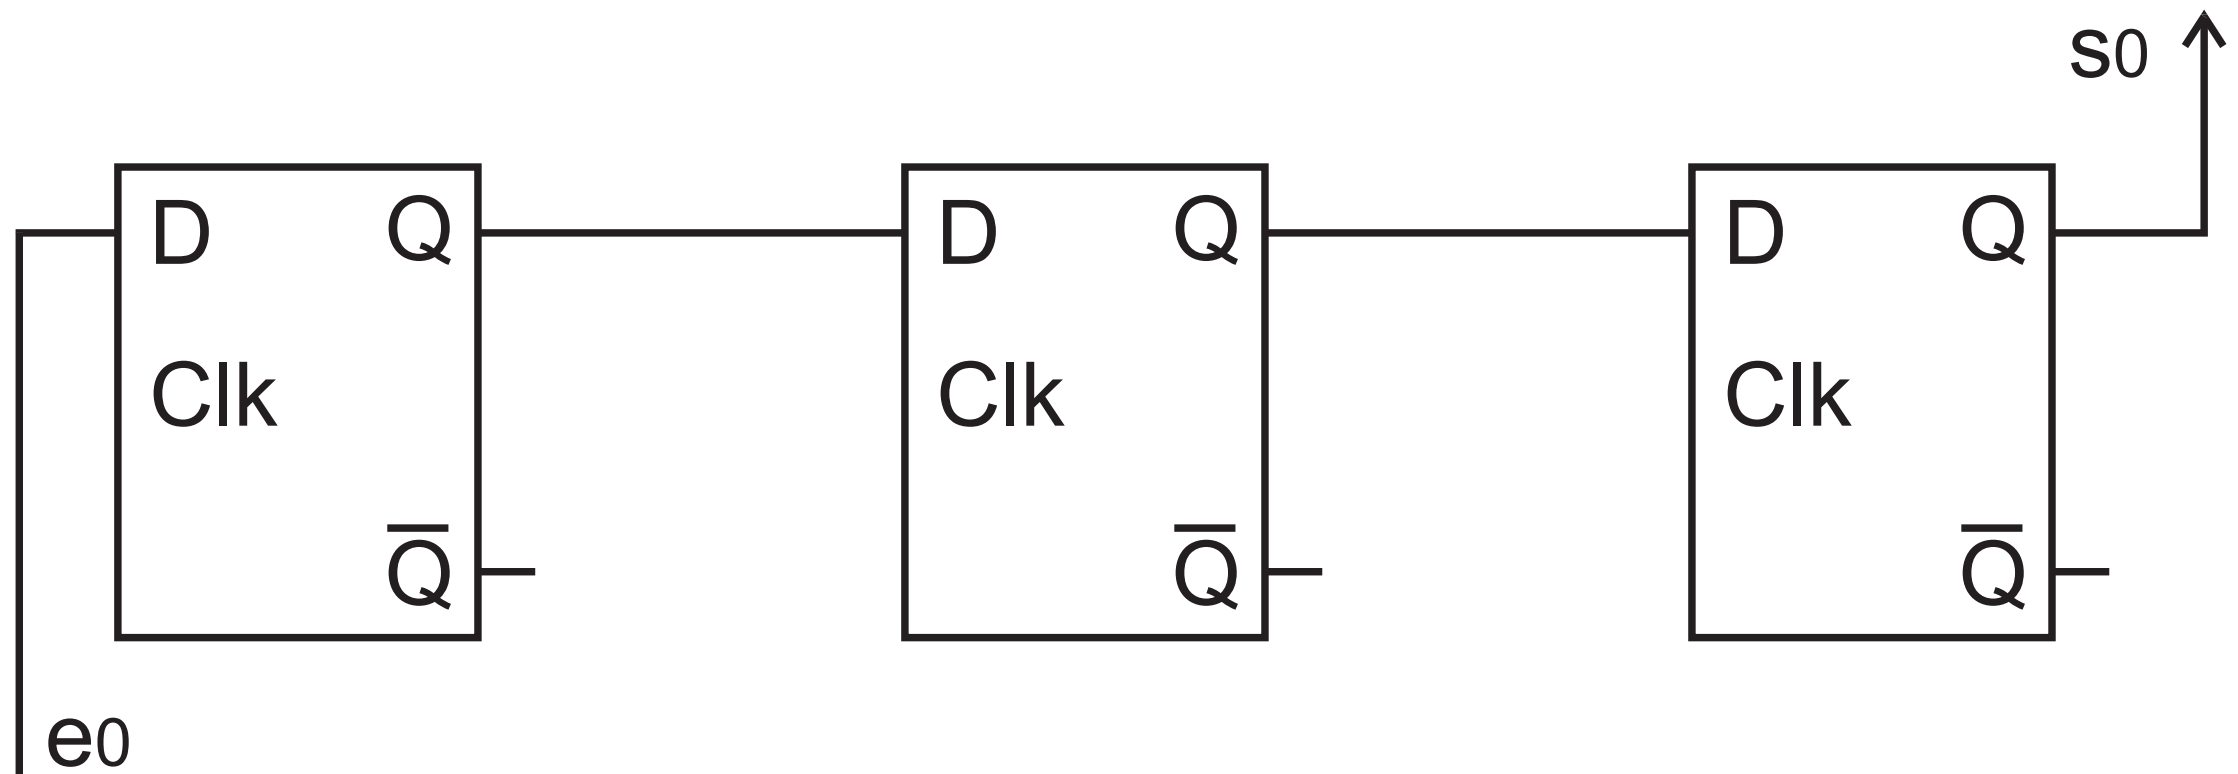 s0
D Q D Q D Q
Clk Clk Clk
Q̅ Q̅ Q̅
e0